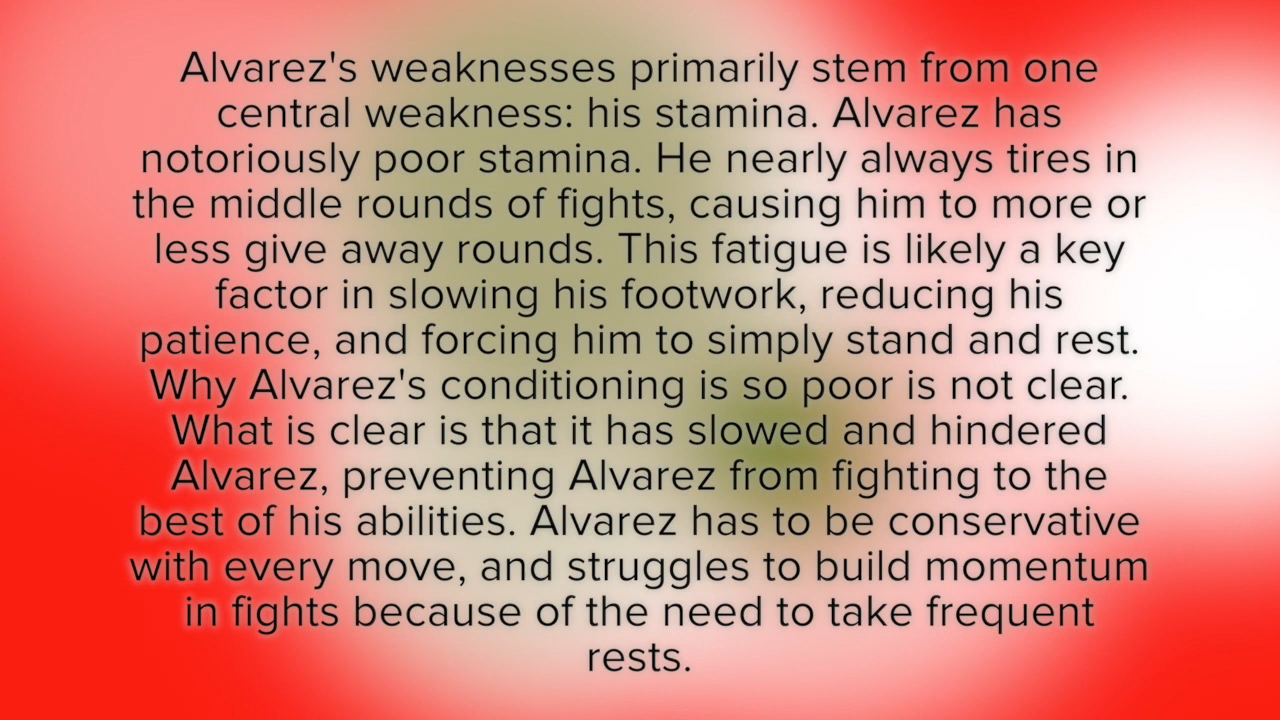 Alvarez's weaknesses primarily stem from one
central weakness: his stamina. Alvarez has
notoriously poor stamina. He nearly always tires in
the middle rounds of fights, causing him to more or
less give away rounds. This fatigue is likely a key
factor in slowing his footwork, reducing his
patience, and forcing him to simply stand and rest.
Why Alvarez's conditioning is so poor is not clear.
What is clear is that it has slowed and hindered
Alvarez, preventing Alvarez from fighting to the
best of his abilities. Alvarez has to be conservative
with every move, and struggles to build momentum
in fights because of the need to take frequent
rests.